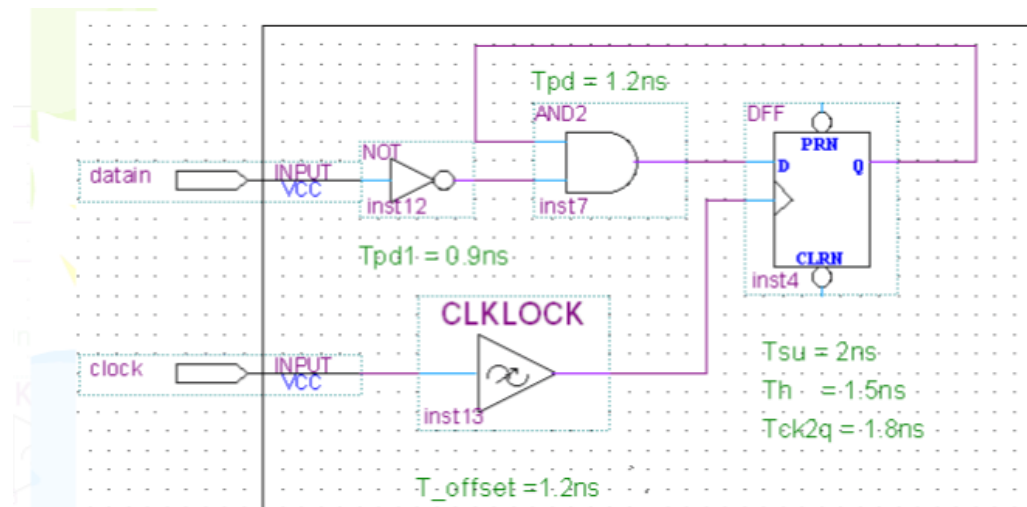 Tpd = 1.2ns
AND2
DFF
PRN
NOT
datain
INPUT
VCC
D
Q
inst12
inst7
Tpd1 = 0.9ns
CLRN
inst4
CLKLOCK
clock
INPUT
VCC
inst13
Tsu = 2ns
Th = 1.5ns
Tck2q = 1.8ns
T_offset =1.2ns